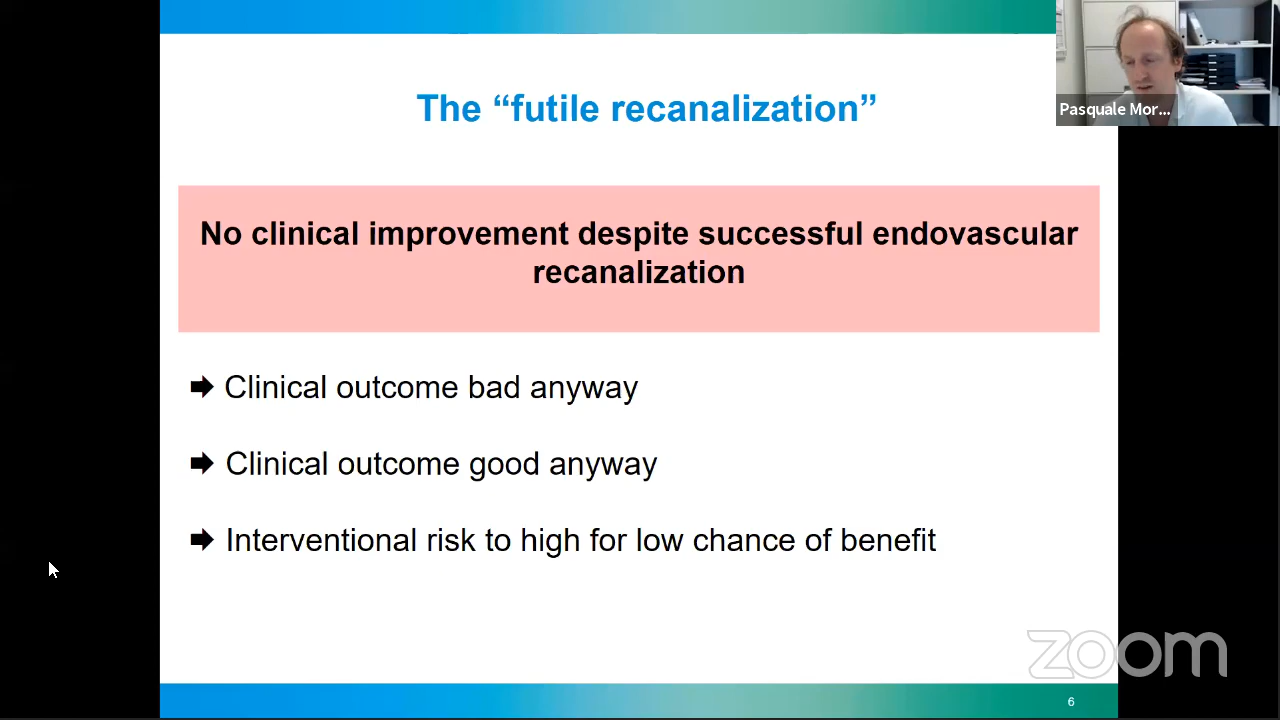 The “futile recanalization”
Pasquale Mor...
No clinical improvement despite successful endovascular
recanalization
🡆 Clinical outcome bad anyway
🡆 Clinical outcome good anyway
🡆 Interventional risk to high for low chance of benefit
zoom
6